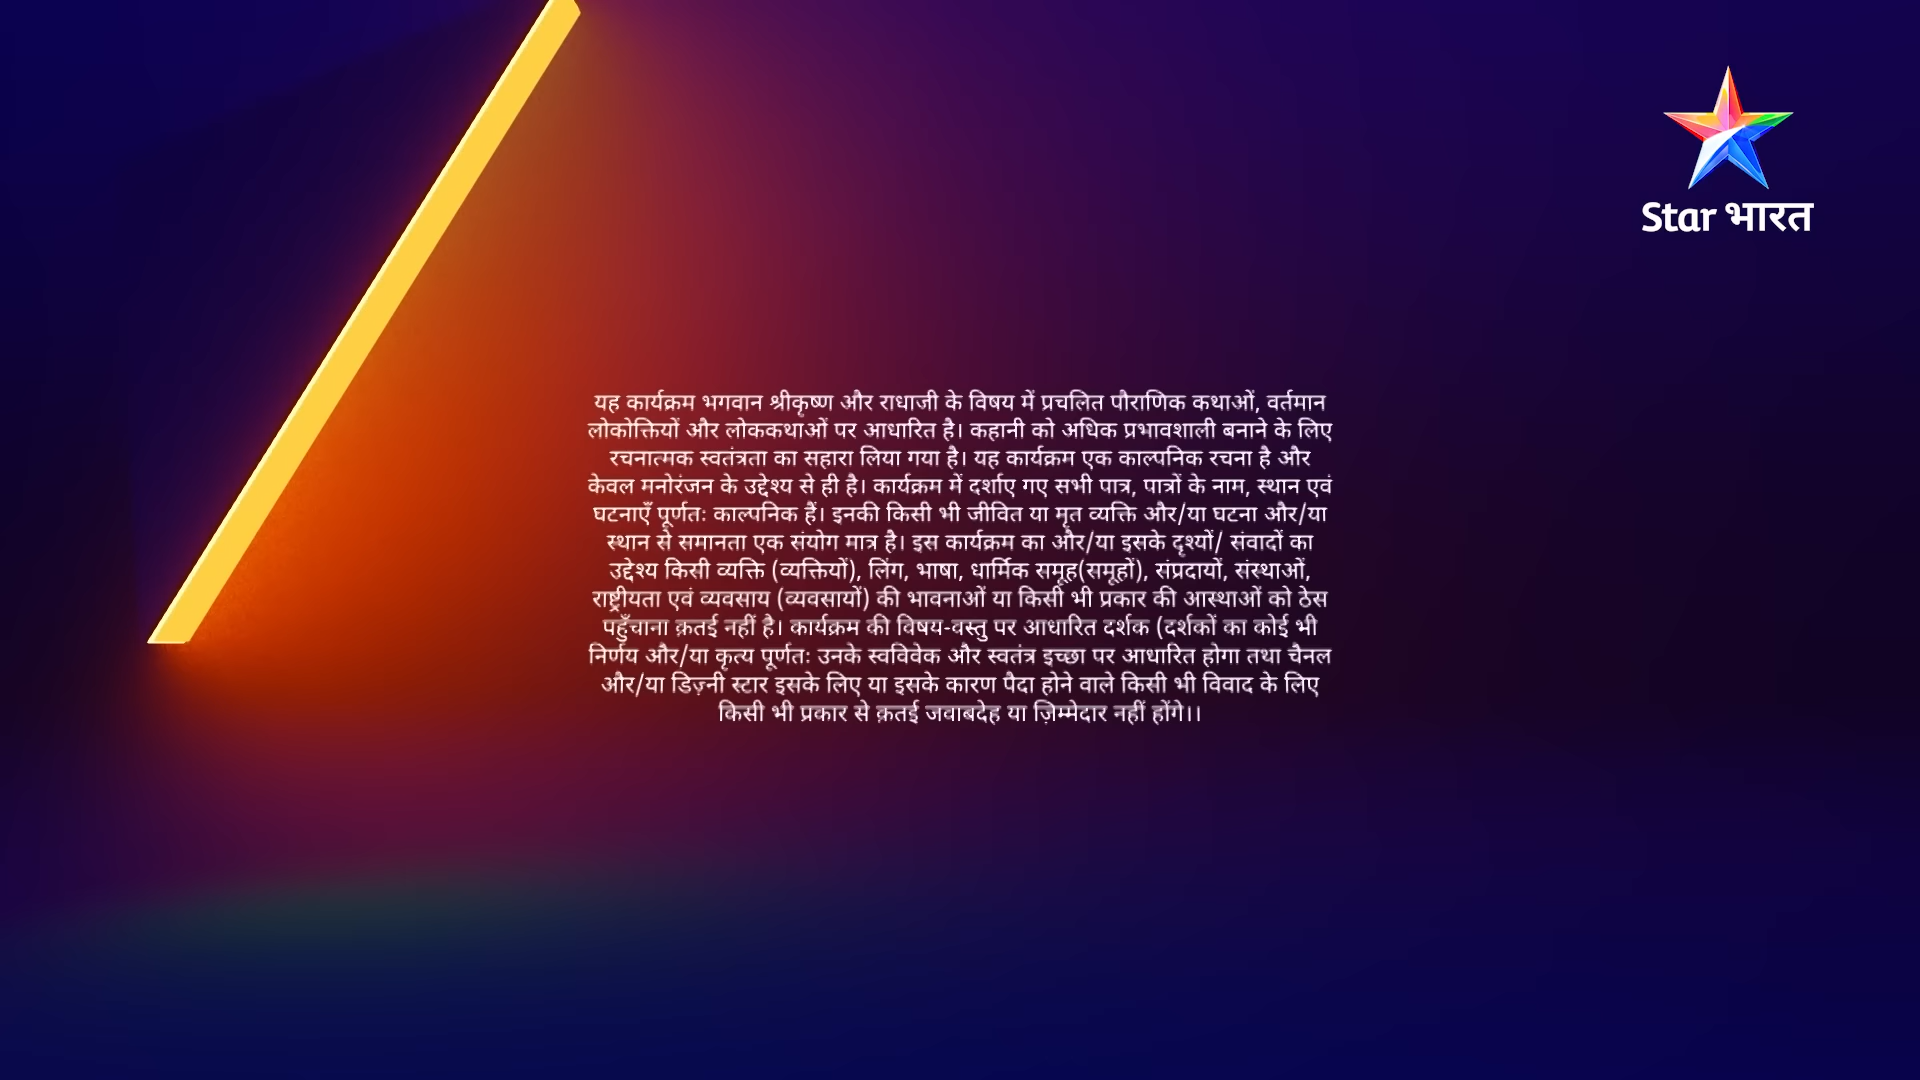 Star भारत
यह कार्यक्रम भगवान श्रीकृष्ण और राधाजी के विषय में प्रचलित पौराणिक कथाओं, वर्तमान
लोकोक्तियों और लोककथाओं पर आधारित है। कहानी को अधिक प्रभावशाली बनाने के लिए
रचनात्मक स्वतंत्रता का सहारा लिया गया है। यह कार्यक्रम एक काल्पनिक रचना है और
केवल मनोरंजन के उद्देश्य से ही है। कार्यक्रम में दर्शाए गए सभी पात्र, पात्रों के नाम, स्थान एवं
घटनाएँ पूर्णतः काल्पनिक हैं। इनकी किसी भी जीवित या मृत व्यक्ति और/या घटना और/या
स्थान से समानता एक संयोग मात्र है। इस कार्यक्रम का और/या इसके दृश्यों/ संवादों का
उद्देश्य किसी व्यक्ति (व्यक्तियों), लिंग, भाषा, धार्मिक समूह(समूहों), संप्रदायों, संस्थाओं,
राष्ट्रीयता एवं व्यवसाय (व्यवसायों) की भावनाओं या किसी भी प्रकार की आस्थाओं को ठेस
पहुँचाना क़तई नहीं है। कार्यक्रम की विषय-वस्तु पर आधारित दर्शक (दर्शकों का कोई भी
निर्णय और/या कृत्य पूर्णतः उनके स्वविवेक और स्वतंत्र इच्छा पर आधारित होगा तथा चैनल
और/या डिज़्नी स्टार इसके लिए या इसके कारण पैदा होने वाले किसी भी विवाद के लिए
किसी भी प्रकार से क़तई जवाबदेह या ज़िम्मेदार नहीं होंगे।।